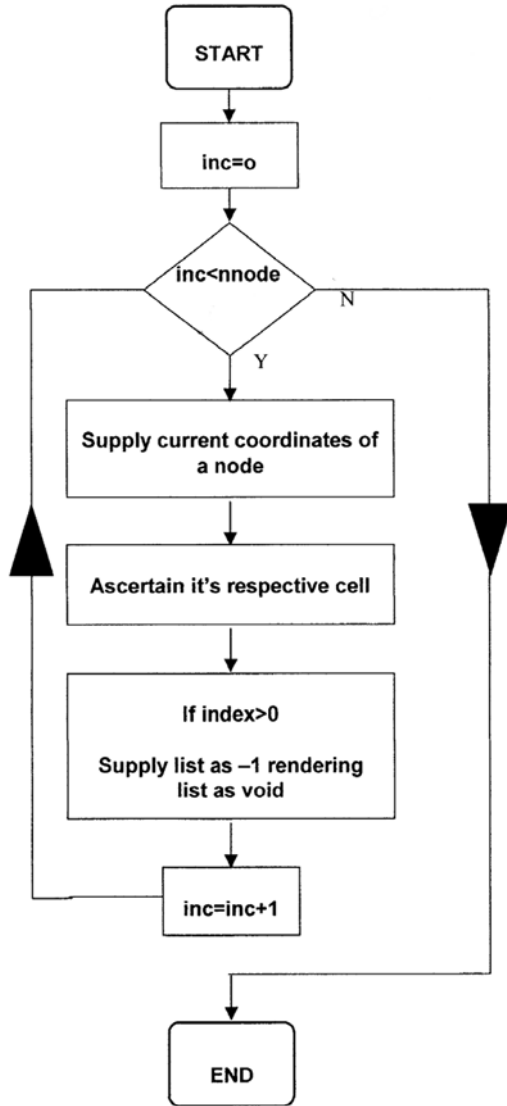 START
inc=o
inc<nnode
N
Y
Supply current coordinates of
a node
Ascertain it's respective cell
If index>0
Supply list as –1 rendering
list as void
inc=inc+1
END